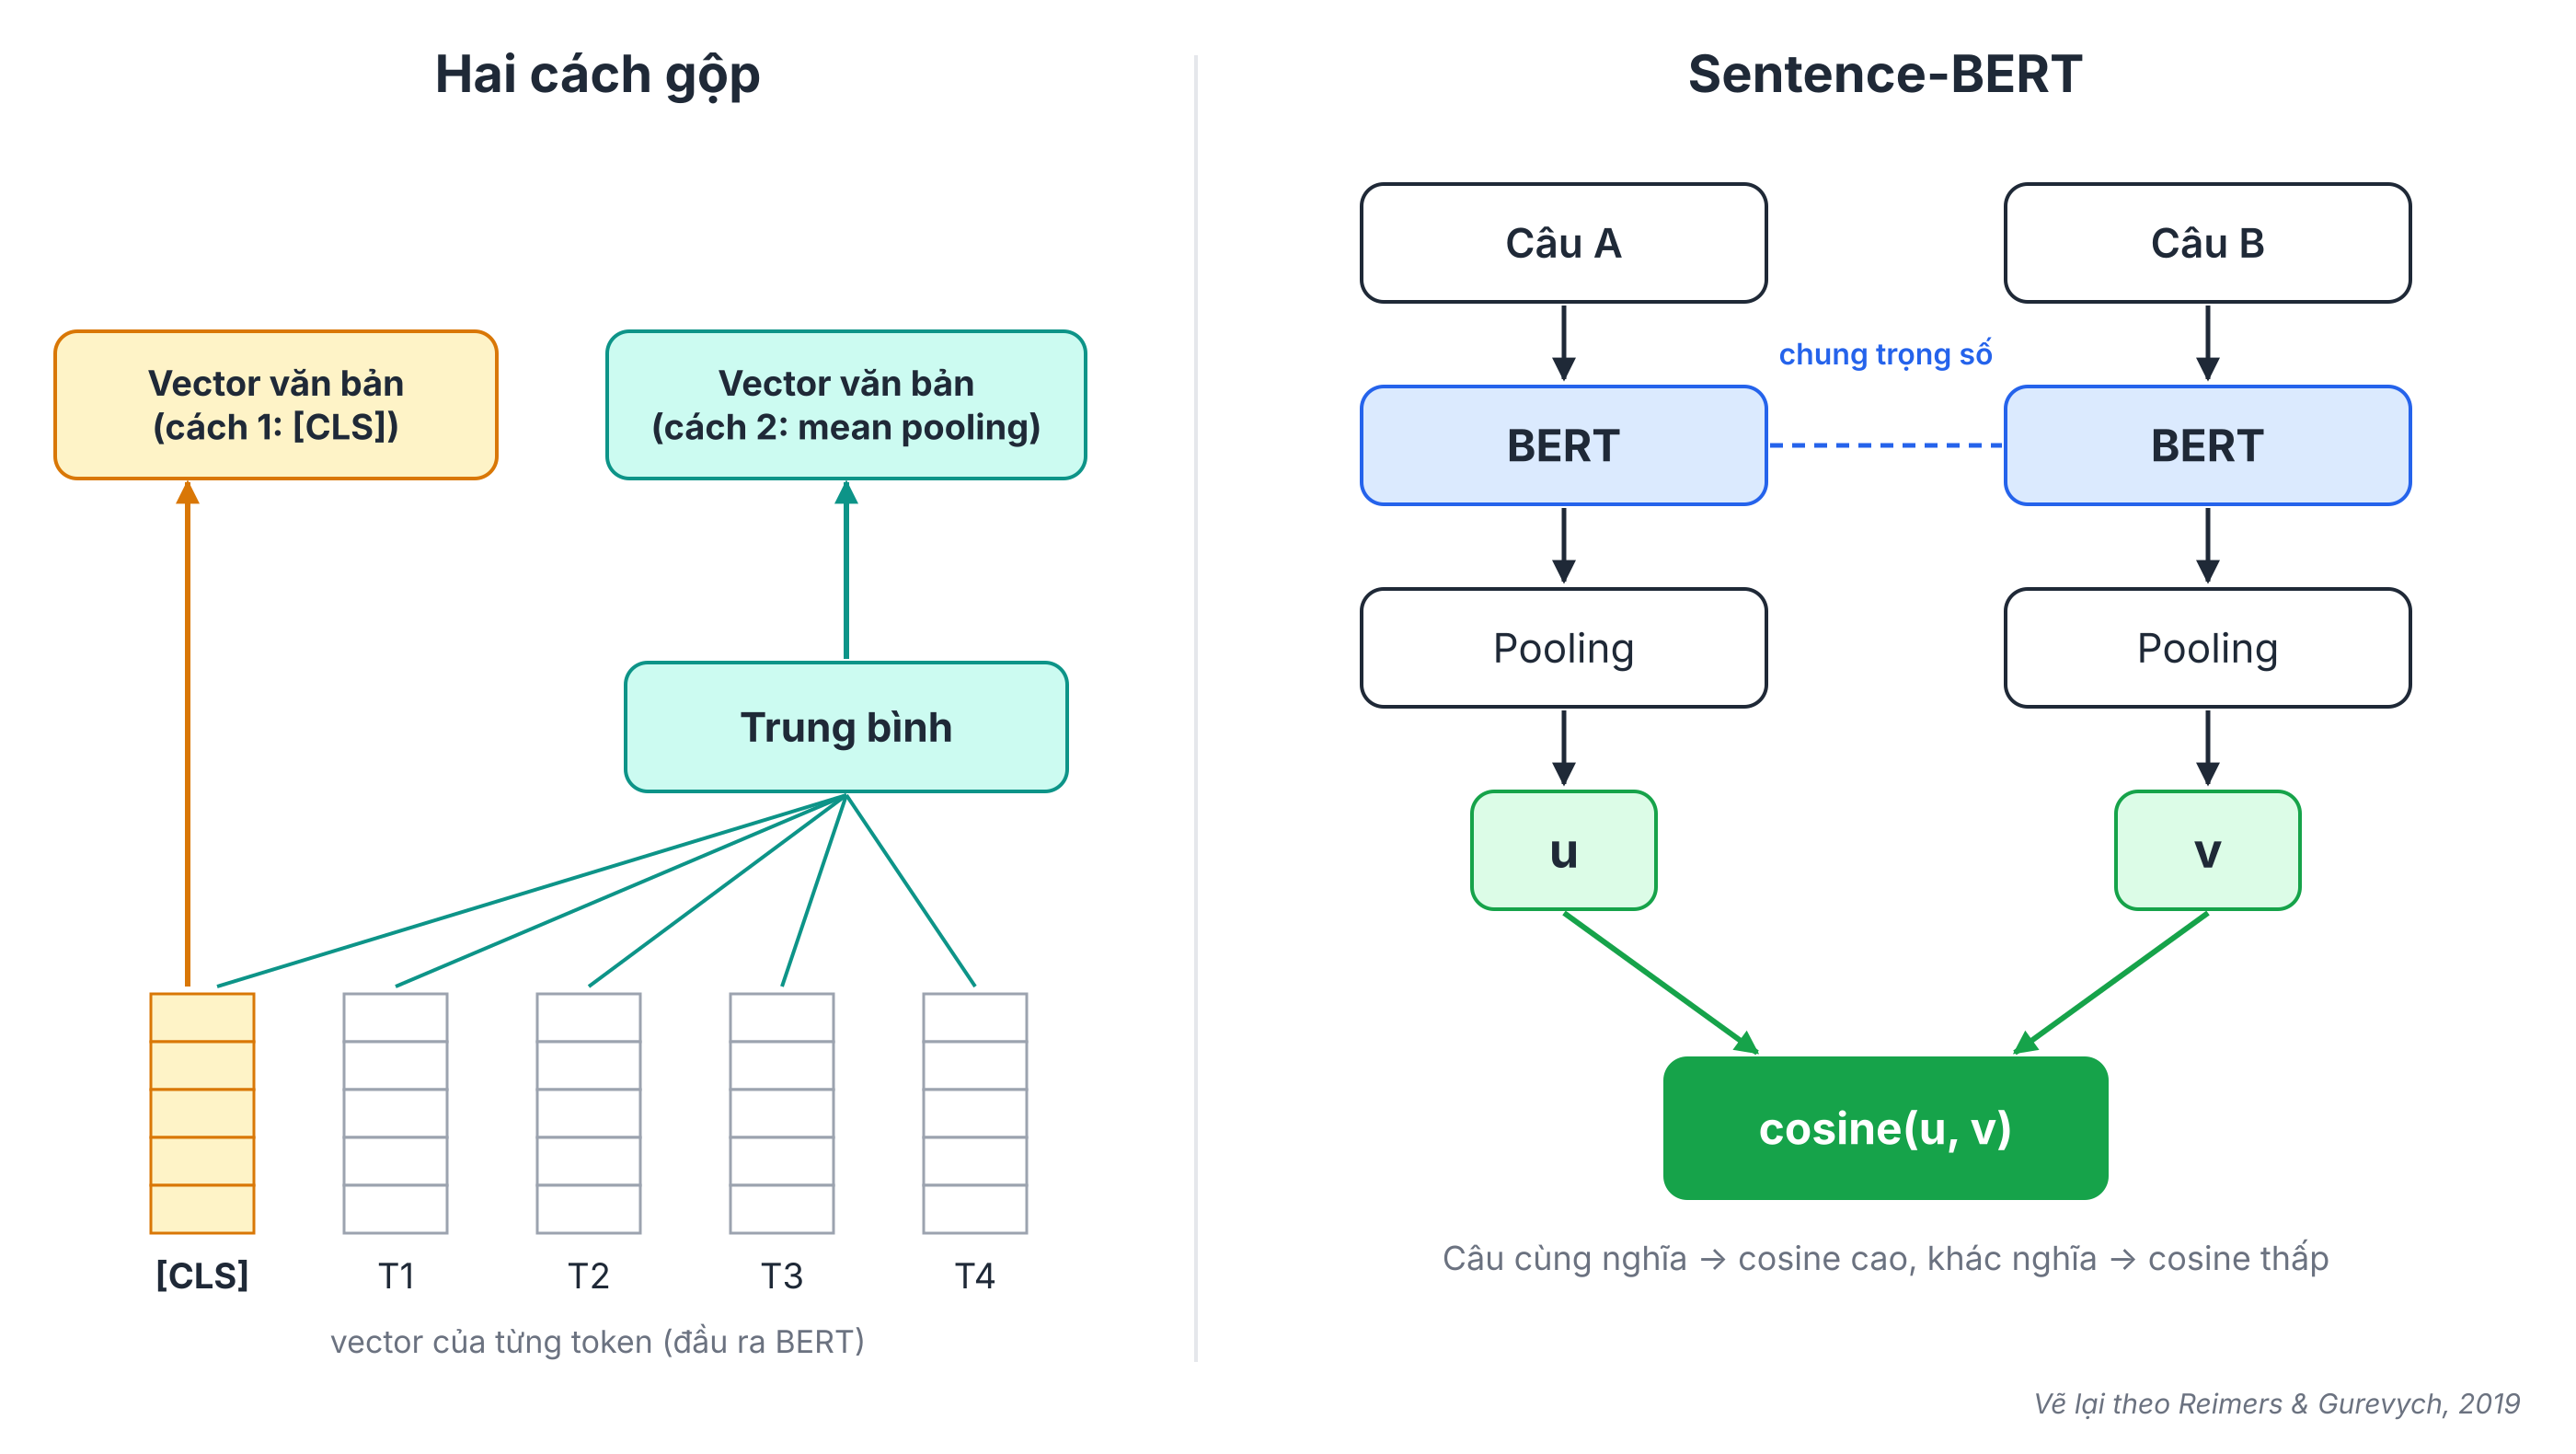 Hai cách gộp
Vector văn bản
(cách 1: [CLS])
Vector văn bản
(cách 2: mean pooling)
Trung bình
[CLS]
T1
T2
T3
T4
vector của từng token (đầu ra BERT)
Sentence-BERT
Câu A
Câu B
chung trọng số
BERT
BERT
Pooling
Pooling
u
v
cosine(u, v)
Câu cùng nghĩa → cosine cao, khác nghĩa → cosine thấp
Vẽ lại theo Reimers & Gurevych, 2019